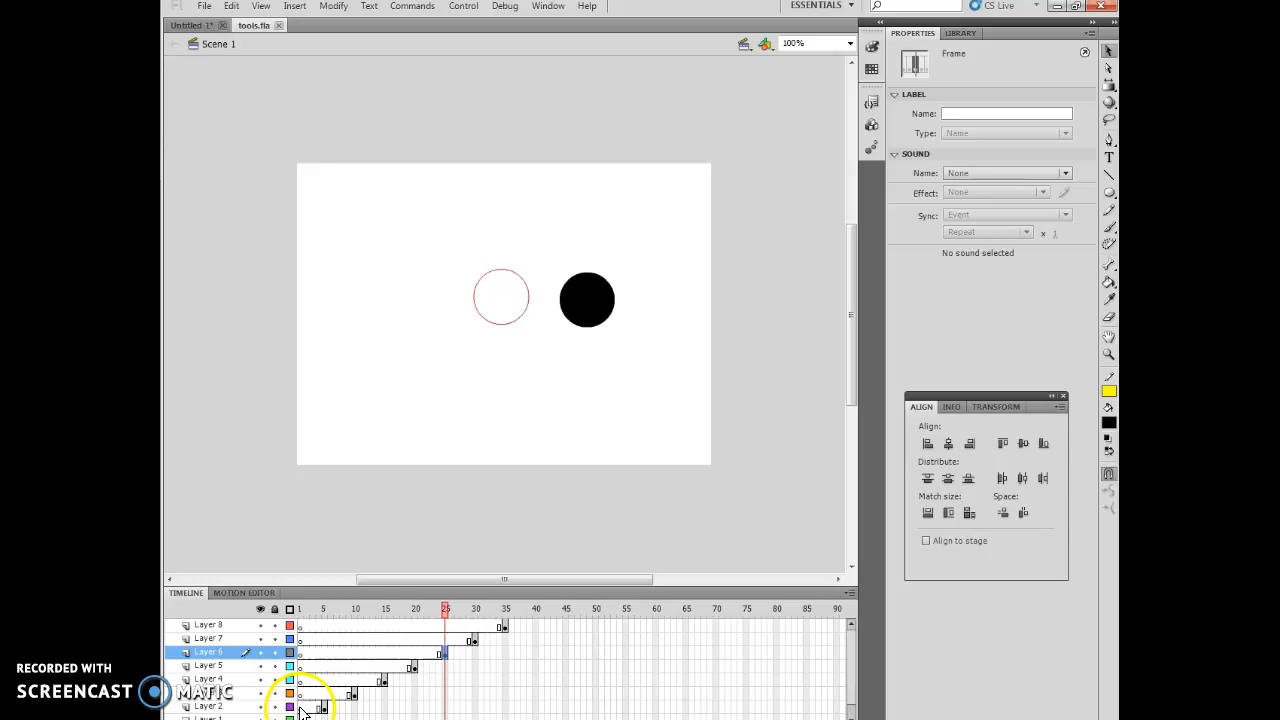 File Edit View Insert Modify Text Commands Control Debug Window Help ESSENTIALS CS Live
Untitled-1* tools.fla
Scene 1 100%
PROPERTIES LIBRARY
Frame
LABEL
Name:
Type: Name
SOUND
Name: None
Effect: None
Sync: Event
Repeat x 1
No sound selected
ALIGN INFO TRANSFORM
Align:
Distribute:
Match size: Space:
Align to stage
TIMELINE MOTION EDITOR
1 5 10 15 20 25 30 35 40 45 50 55 60 65 70 75 80 85 90
Layer 8
Layer 7
Layer 6
Layer 5
Layer 4
Layer 2
RECORDED WITH
SCREENCAST MATIC